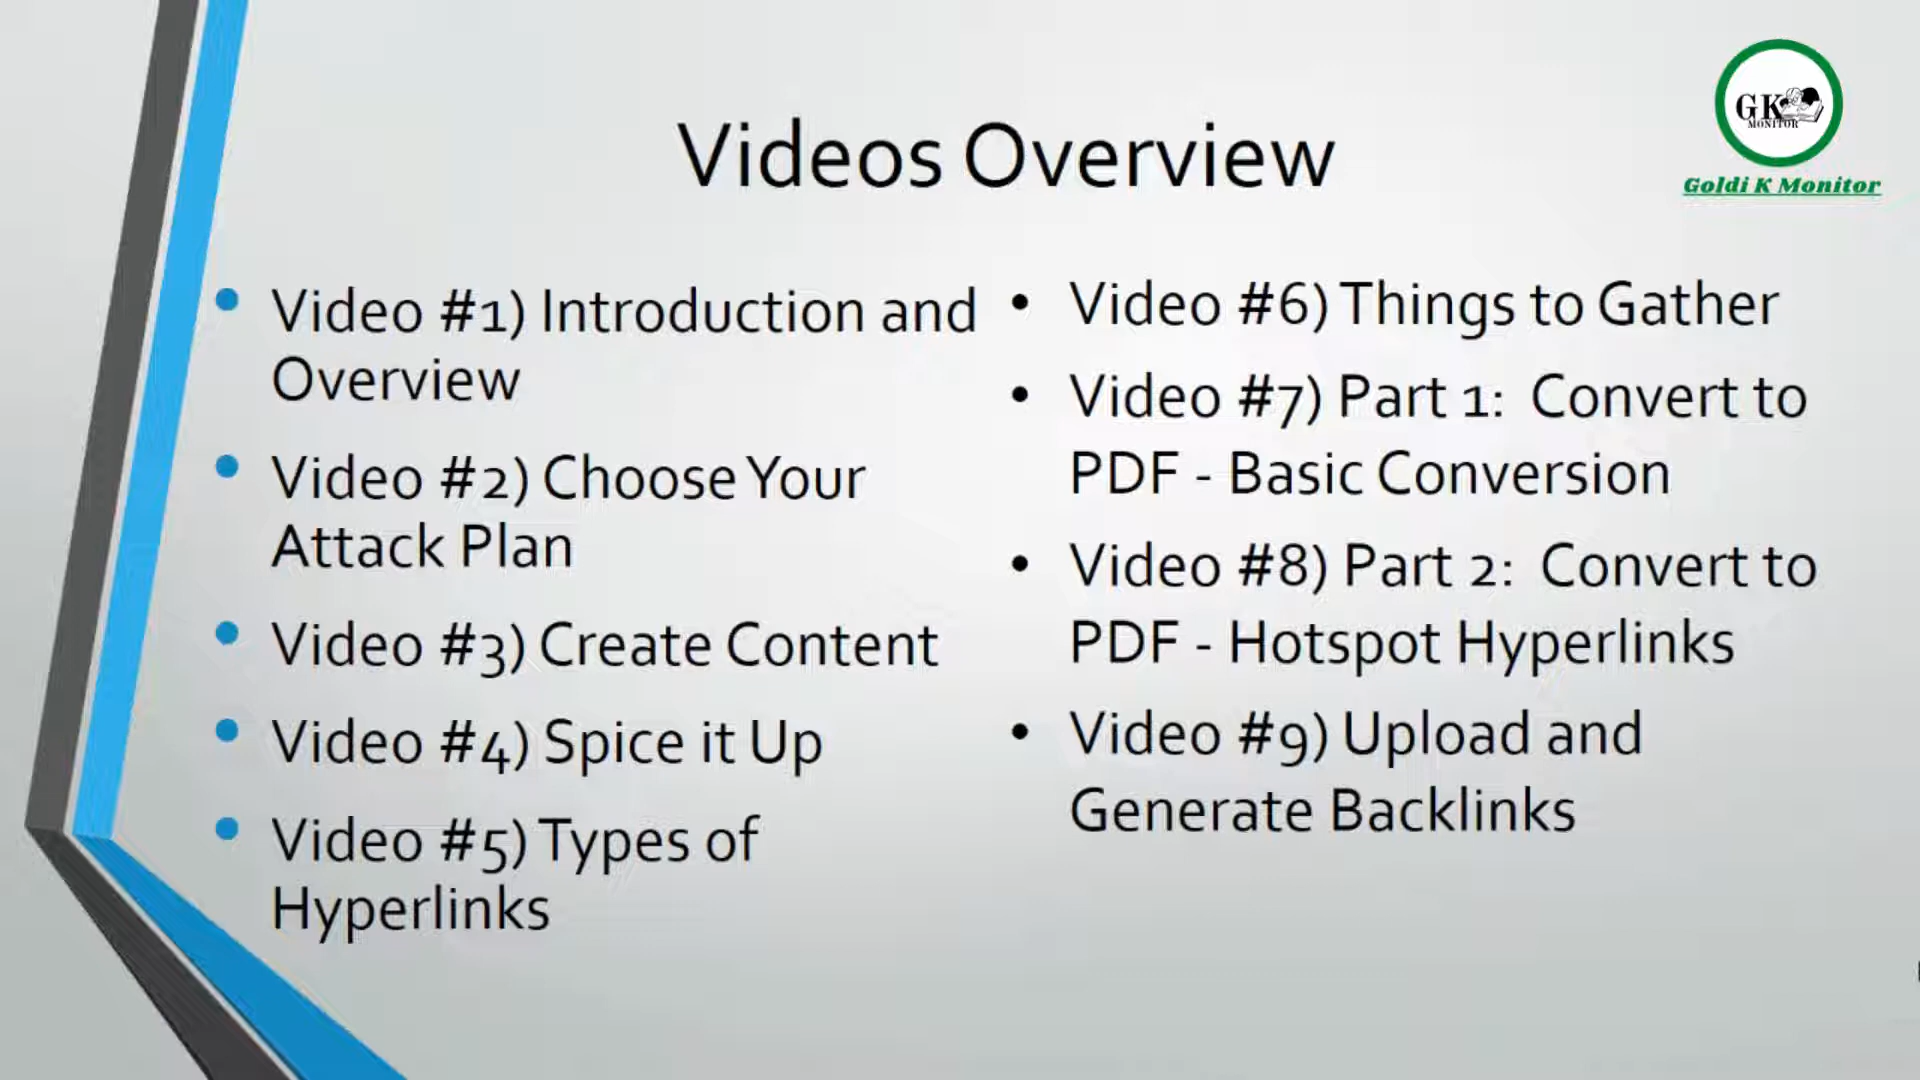 GK
MONITOR
Goldi K Monitor
Videos Overview
• Video #1) Introduction and
Overview
• Video #2) Choose Your
Attack Plan
• Video #3) Create Content
• Video #4) Spice it Up
• Video #5) Types of
Hyperlinks
• Video #6) Things to Gather
• Video #7) Part 1:  Convert to
PDF - Basic Conversion
• Video #8) Part 2:  Convert to
PDF - Hotspot Hyperlinks
• Video #9) Upload and
Generate Backlinks